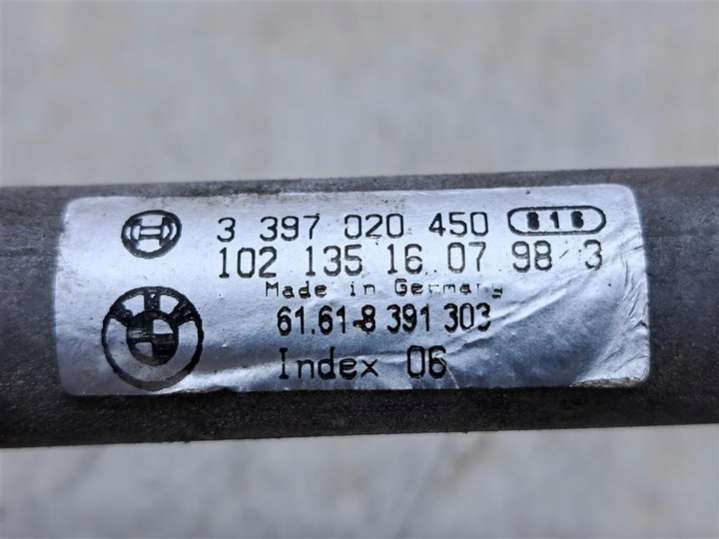 3 397 020 450 816
102 135 16 07 98 3
Made in Germany
61.61-8 391 303
Index 06